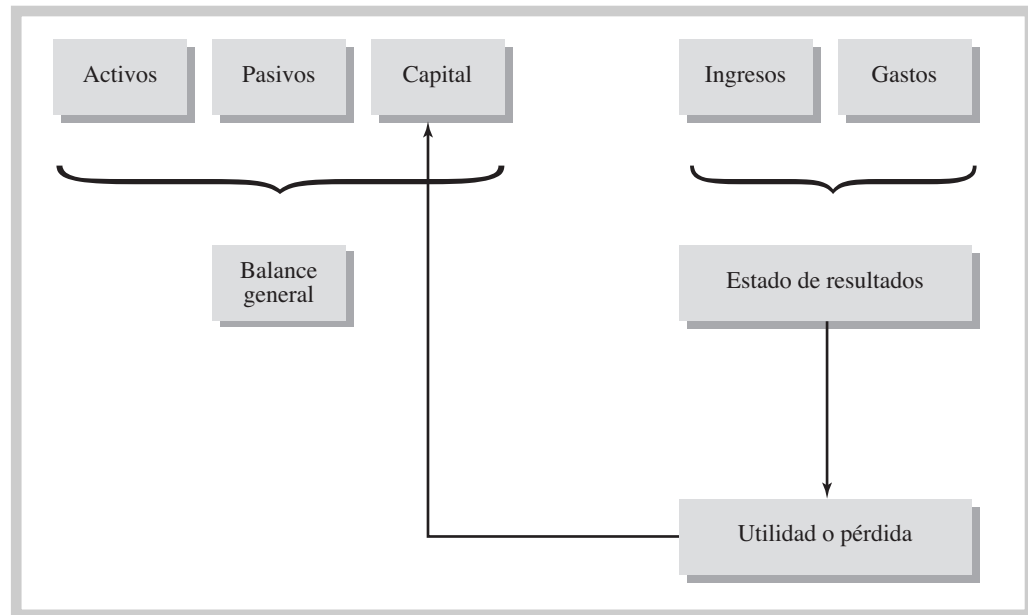 Activos
Pasivos
Capital
Ingresos
Gastos
Balance
general
Estado de resultados
Utilidad o pérdida